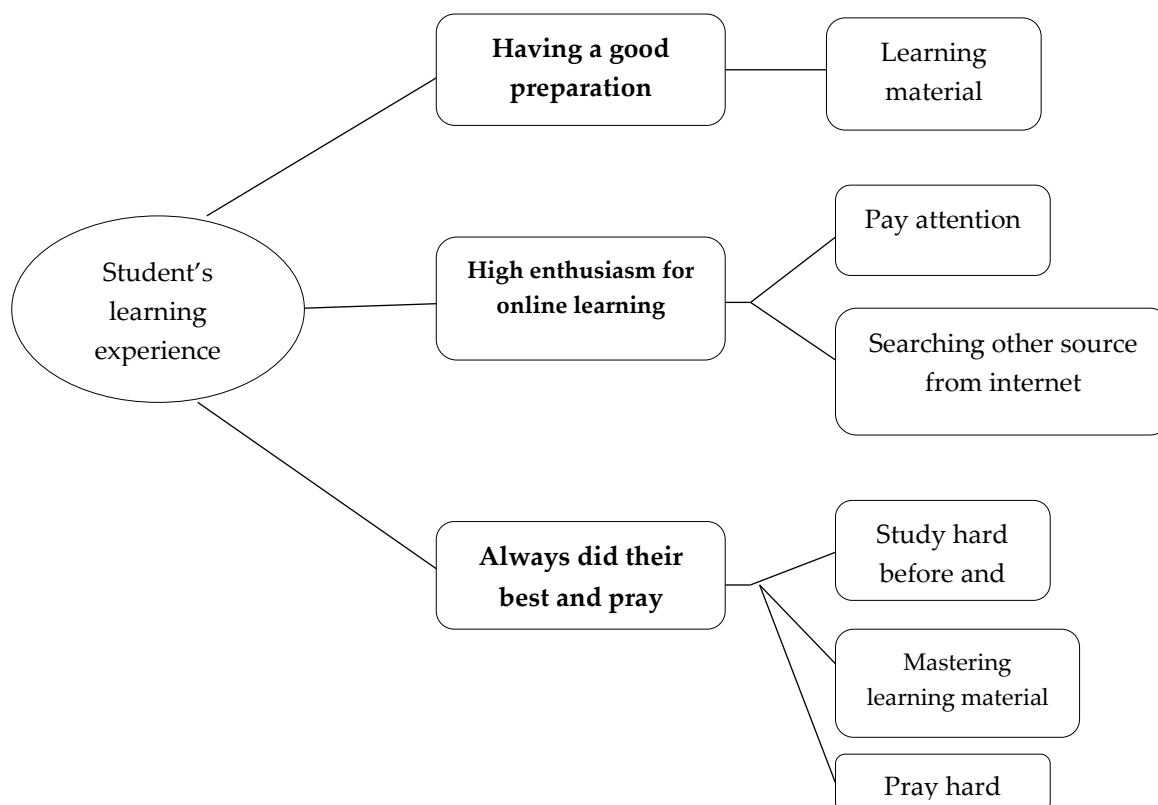 Having a good
preparation
Learning
material
Student’s
learning
experience
High enthusiasm for
online learning
Pay attention
Searching other source
from internet
Always did their
best and pray
Study hard
before and
Mastering
learning material
Pray hard